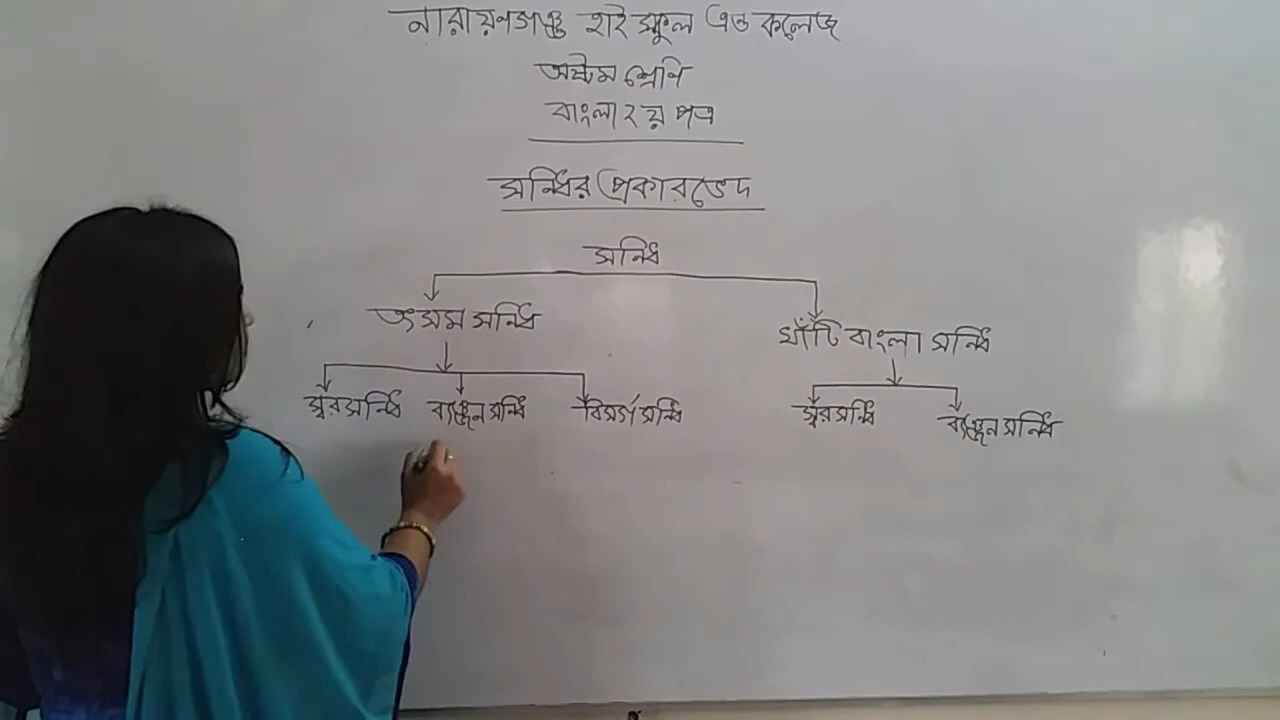 নারায়ণগঞ্জ হাই স্কুল এন্ড কলেজ
অষ্টম শ্রেণি
বাংলা ২য় পত্র
সন্ধির প্রকারভেদ
সন্ধি
তৎসম সন্ধি
খাঁটি বাংলা সন্ধি
স্বরসন্ধি ব্যঞ্জন সন্ধি বিসর্গ সন্ধি
স্বরসন্ধি ব্যঞ্জন সন্ধি